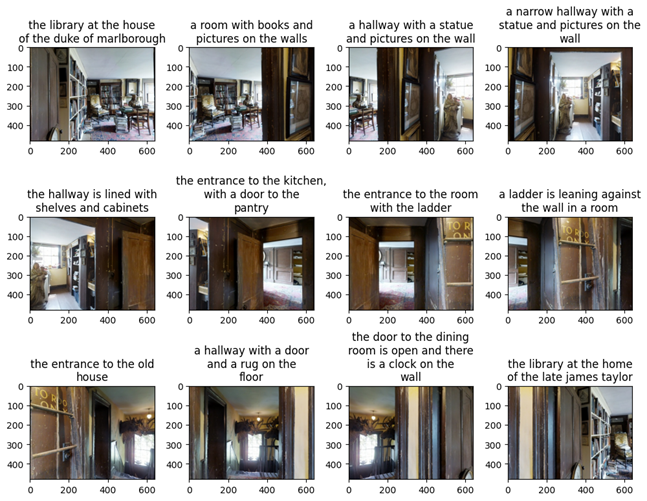 the library at the house
of the duke of marlborough
a room with books and
pictures on the walls
a hallway with a statue
and pictures on the wall
a narrow hallway with a
statue and pictures on the
wall
0
100
200
300
400
0 200 400 600
0
100
200
300
400
0 200 400 600
0
100
200
300
400
0 200 400 600
0
100
200
300
400
0 200 400 600
the hallway is lined with
shelves and cabinets
the entrance to the kitchen,
with a door to the
pantry
the entrance to the room
with the ladder
a ladder is leaning against
the wall in a room
0
100
200
300
400
0 200 400 600
0
100
200
300
400
0 200 400 600
0
100
200
300
400
0 200 400 600
TO RO
ON
0
100
200
300
400
0 200 400 600
TO ROO
ON
the entrance to the old
house
a hallway with a door
and a rug on the
floor
the door to the dining
room is open and there
is a clock on the
wall
the library at the home
of the late james taylor
0
100
200
300
400
0 200 400 600
TO ROO
ON
0
100
200
300
400
0 200 400 600
0
100
200
300
400
0 200 400 600
0
100
200
300
400
0 200 400 600